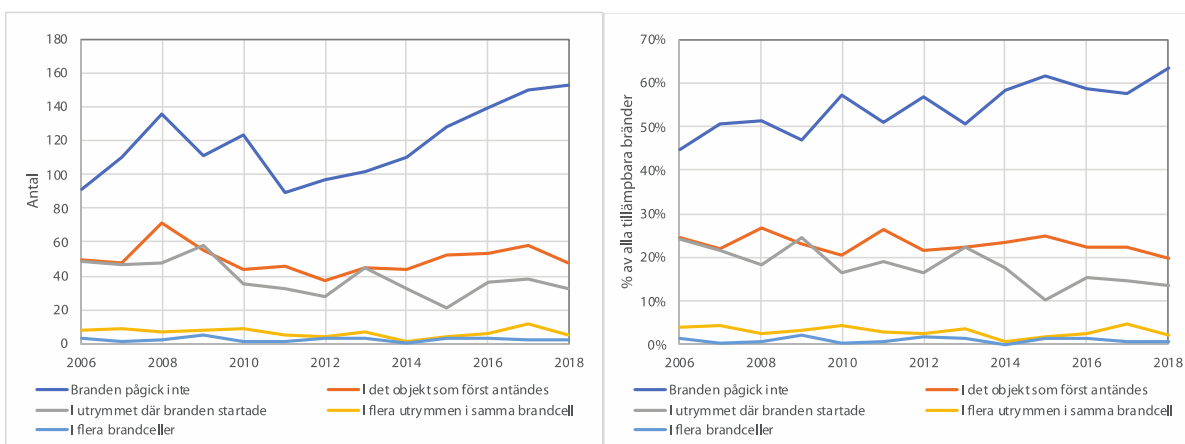 180
160
140
120
100
80
60
40
20
0
Antal
2006 2008 2010 2012 2014 2016 2018
Branden pågick inte
I det objekt som först antändes
I utrymmet där branden startade
I flera utrymmen i samma brandcell
I flera brandceller
70%
60%
50%
40%
30%
20%
10%
0%
% av alla tillämpbara bränder
2006 2008 2010 2012 2014 2016 2018
Branden pågick inte
I det objekt som först antändes
I utrymmet där branden startade
I flera utrymmen i samma brandcell
I flera brandceller